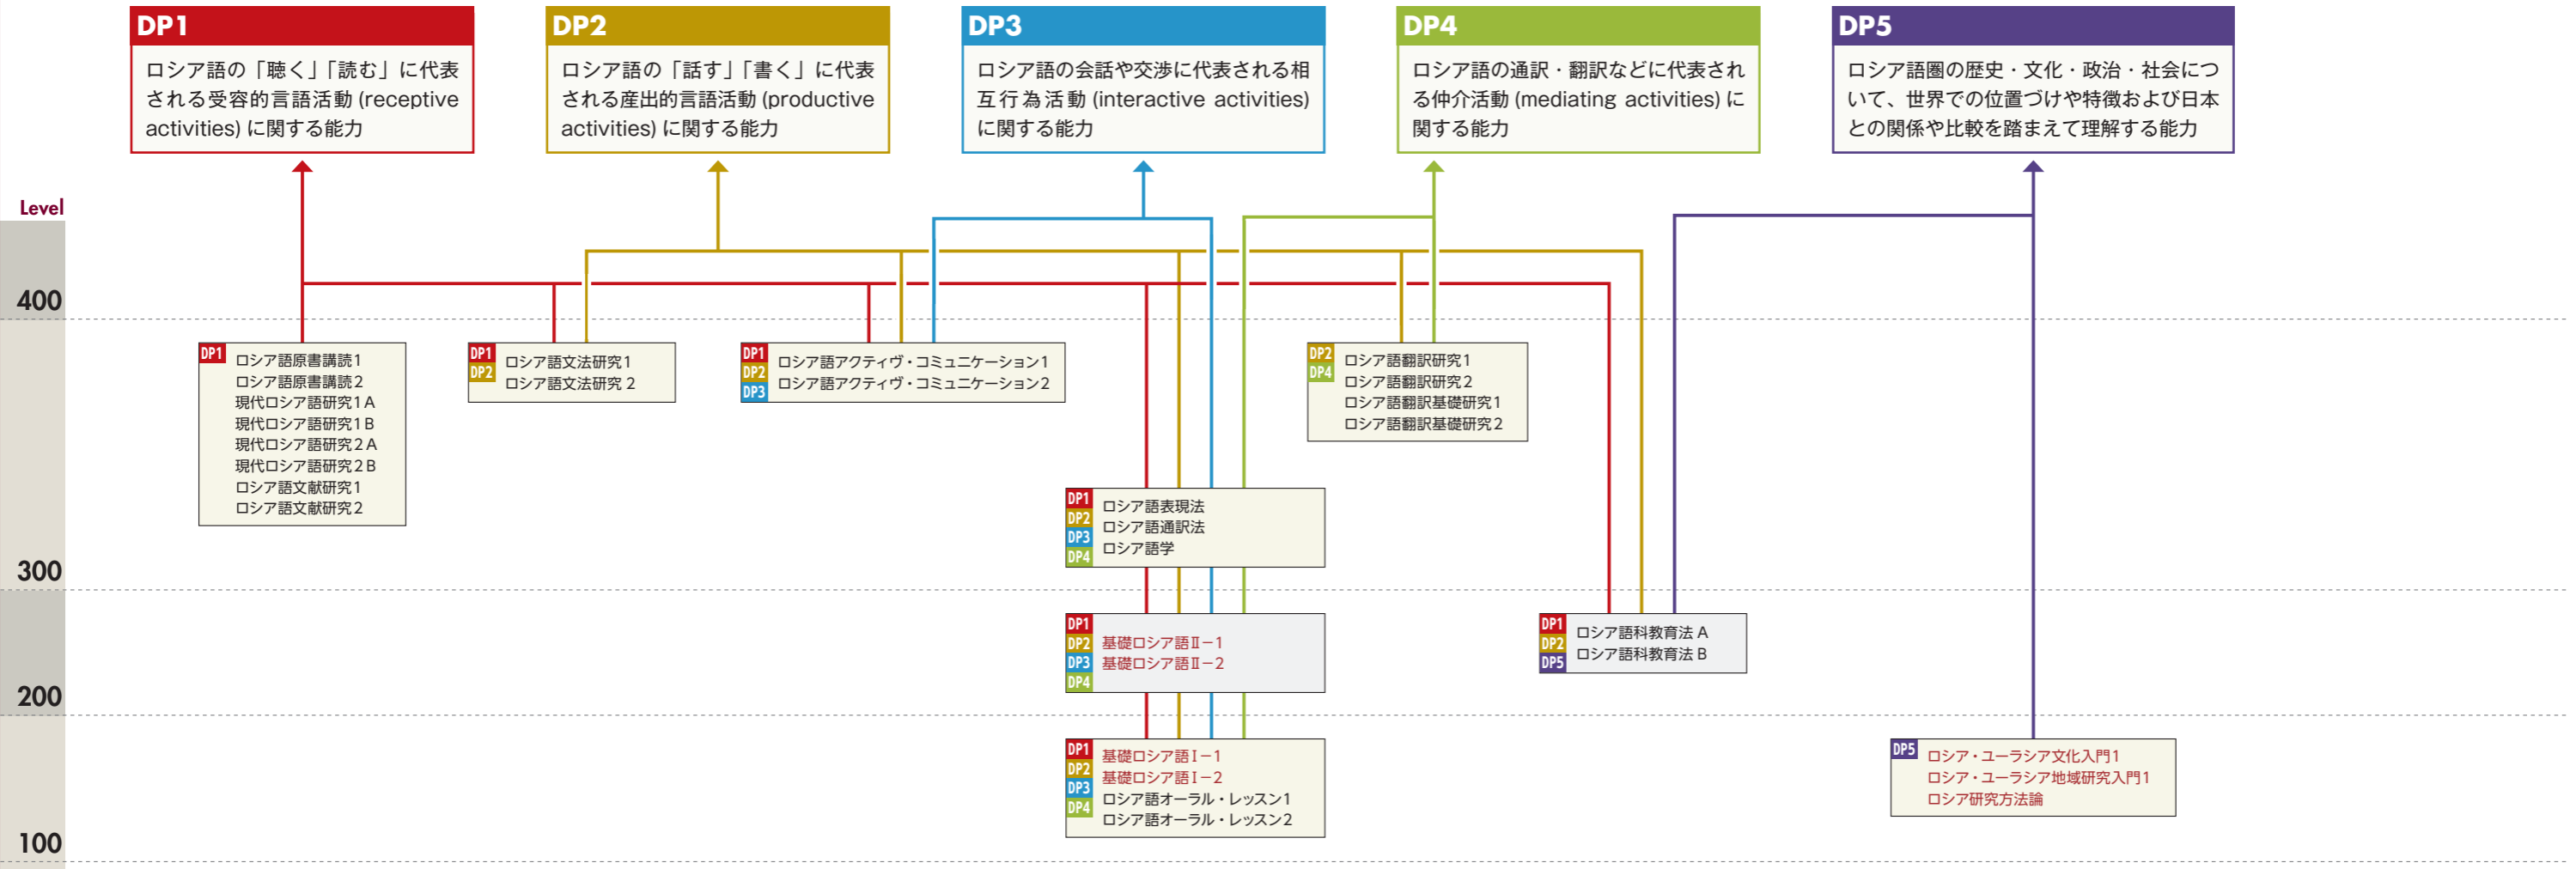 DP1
ロシア語の「聴く」「読む」に代表
される受容的言語活動 (receptive
activities) に関する能力
DP2
ロシア語の「話す」「書く」に代表
される産出的言語活動 (productive
activities) に関する能力
DP3
ロシア語の会話や交渉に代表される相
互行為活動 (interactive activities)
に関する能力
DP4
ロシア語の通訳・翻訳などに代表され
る仲介活動 (mediating activities) に
関する能力
DP5
ロシア語圏の歴史・文化・政治・社会につ
いて、世界での位置づけや特徴および日本
との関係や比較を踏まえて理解する能力
Level
400
DP1
ロシア語原書講読1
ロシア語原書講読2
現代ロシア語研究1A
現代ロシア語研究1B
現代ロシア語研究2A
現代ロシア語研究2B
ロシア語文献研究1
ロシア語文献研究2
DP1
DP2
ロシア語文法研究1
ロシア語文法研究 2
DP1
DP2
DP3
ロシア語アクティヴ・コミュニケーション1
ロシア語アクティヴ・コミュニケーション2
DP2
DP4
ロシア語翻訳研究1
ロシア語翻訳研究2
ロシア語翻訳基礎研究1
ロシア語翻訳基礎研究2
DP1
DP2
DP3
DP4
ロシア語表現法
ロシア語通訳法
ロシア語学
300
DP1
DP2
DP3
DP4
基礎ロシア語Ⅱ−1
基礎ロシア語Ⅱ−2
DP1
DP2
DP5
ロシア語科教育法 A
ロシア語科教育法 B
200
DP1
DP2
DP3
DP4
基礎ロシア語Ⅰ−1
基礎ロシア語Ⅰ−2
ロシア語オーラル・レッスン1
ロシア語オーラル・レッスン2
DP5
ロシア・ユーラシア文化入門1
ロシア・ユーラシア地域研究入門1
ロシア研究方法論
100